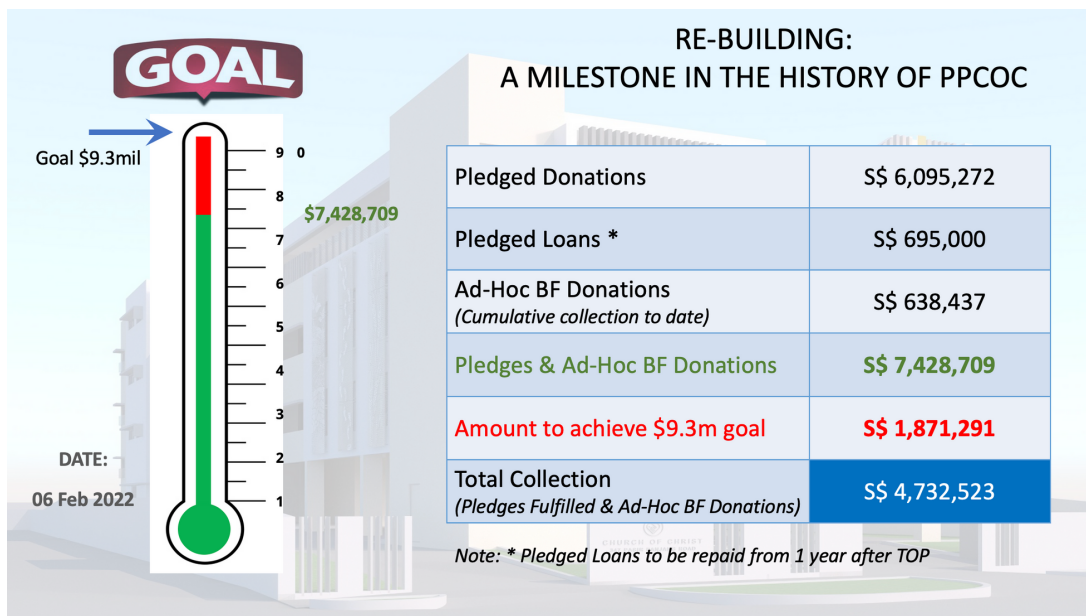 GOAL
Goal $9.3mil
9 0
8
$7,428,709
7
6
5
4
3
2
1
DATE:
06 Feb 2022
RE-BUILDING:
A MILESTONE IN THE HISTORY OF PPCOC
Pledged Donations S$ 6,095,272
Pledged Loans * S$ 695,000
Ad-Hoc BF Donations
(Cumulative collection to date) S$ 638,437
Pledges & Ad-Hoc BF Donations S$ 7,428,709
Amount to achieve $9.3m goal S$ 1,871,291
Total Collection
(Pledges Fulfilled & Ad-Hoc BF Donations) S$ 4,732,523
CHURCH OF CHRIST
Note: * Pledged Loans to be repaid from 1 year after TOP